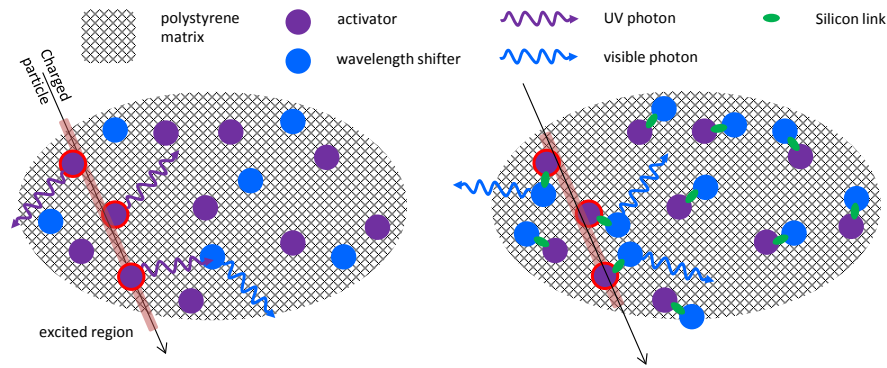 polystyrene
matrix
activator
wavelength shifter
UV photon
visible photon
Silicon link
Charged
particle
excited region